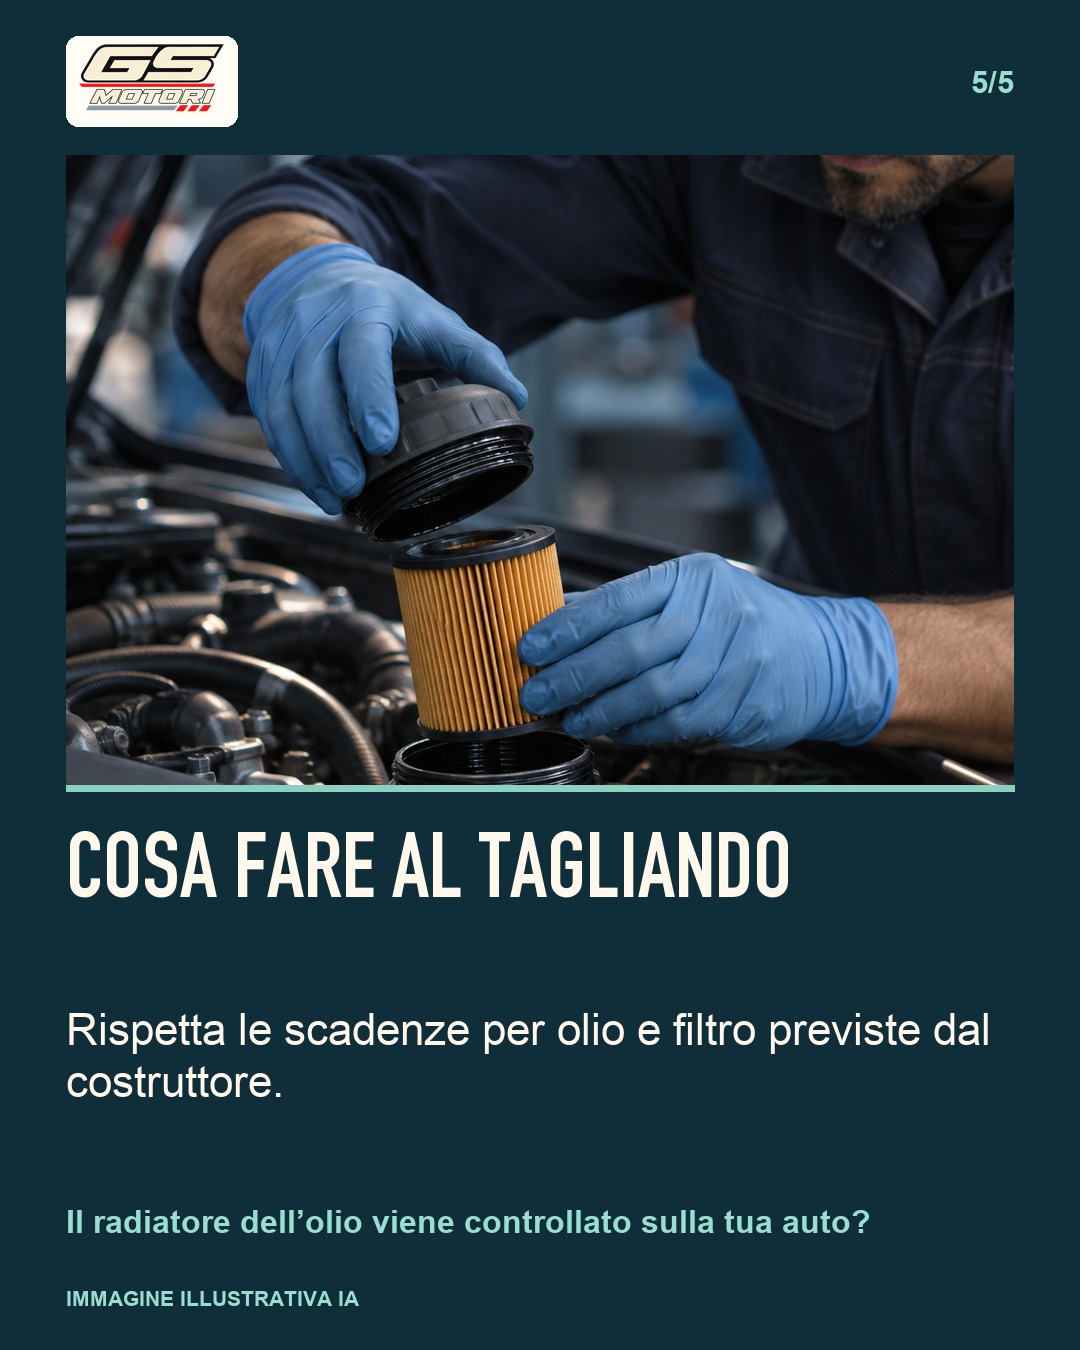 GS
MOTORI
5/5
COSA FARE AL TAGLIANDO
Rispetta le scadenze per olio e filtro previste dal
costruttore.
Il radiatore dell’olio viene controllato sulla tua auto?
IMMAGINE ILLUSTRATIVA IA